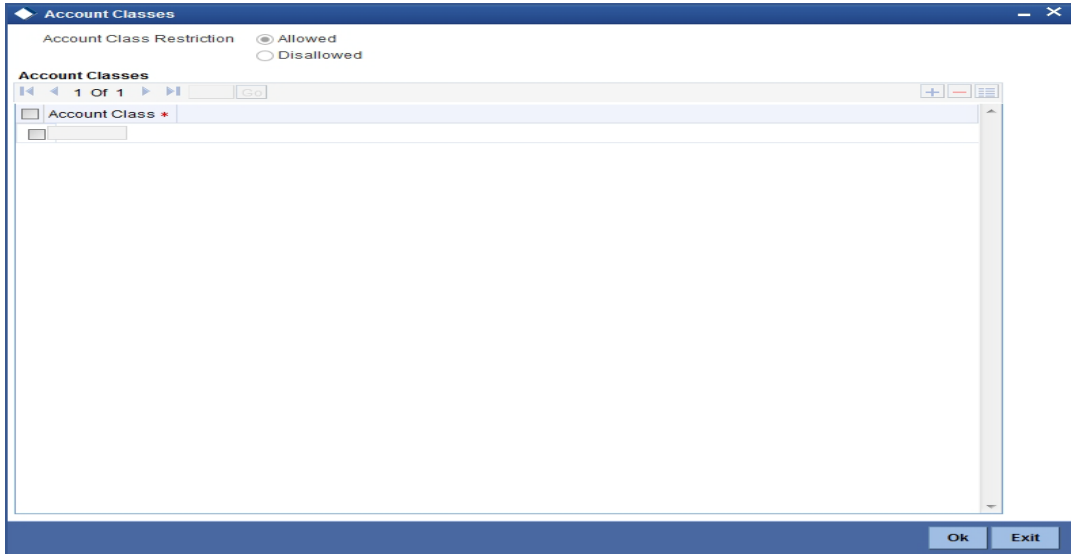 Account Classes
Account Class Restriction Allowed
Disallowed
Account Classes
1 Of 1 Go
Account Class *
Ok Exit